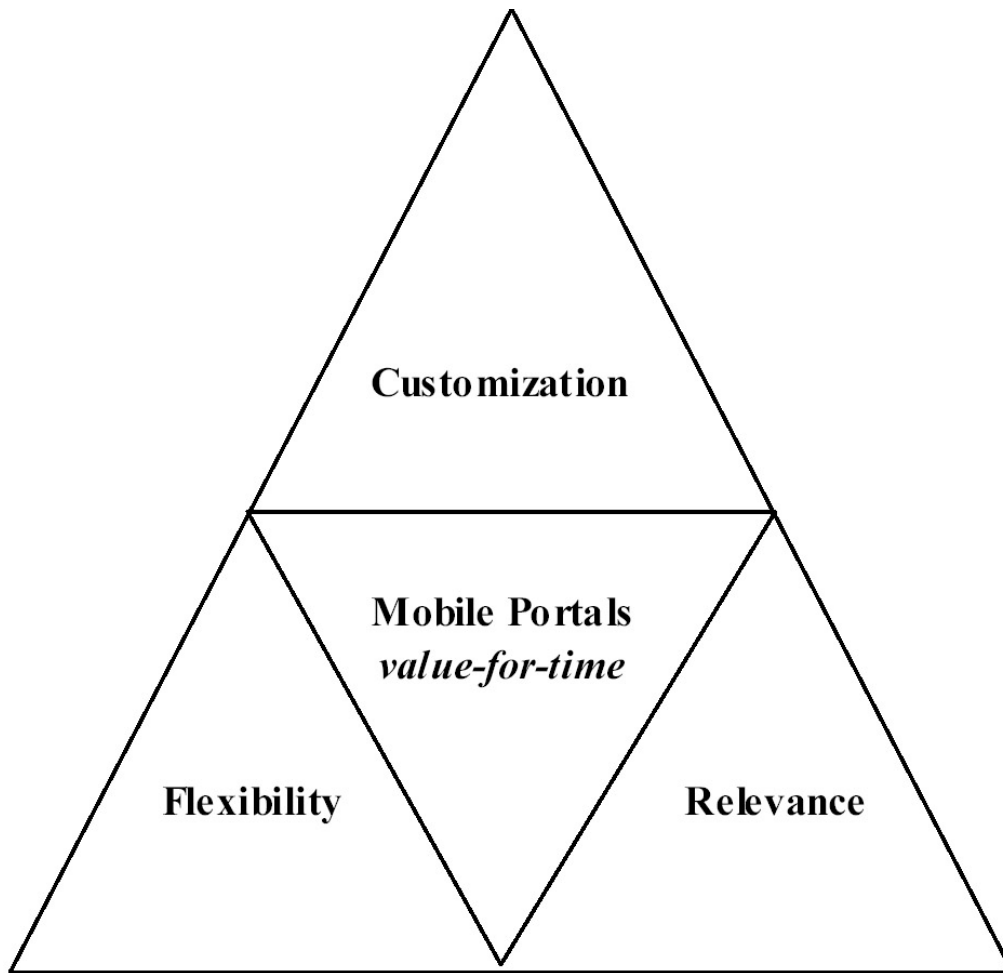 Customization
Mobile Portals
value-for-time
Flexibility
Relevance